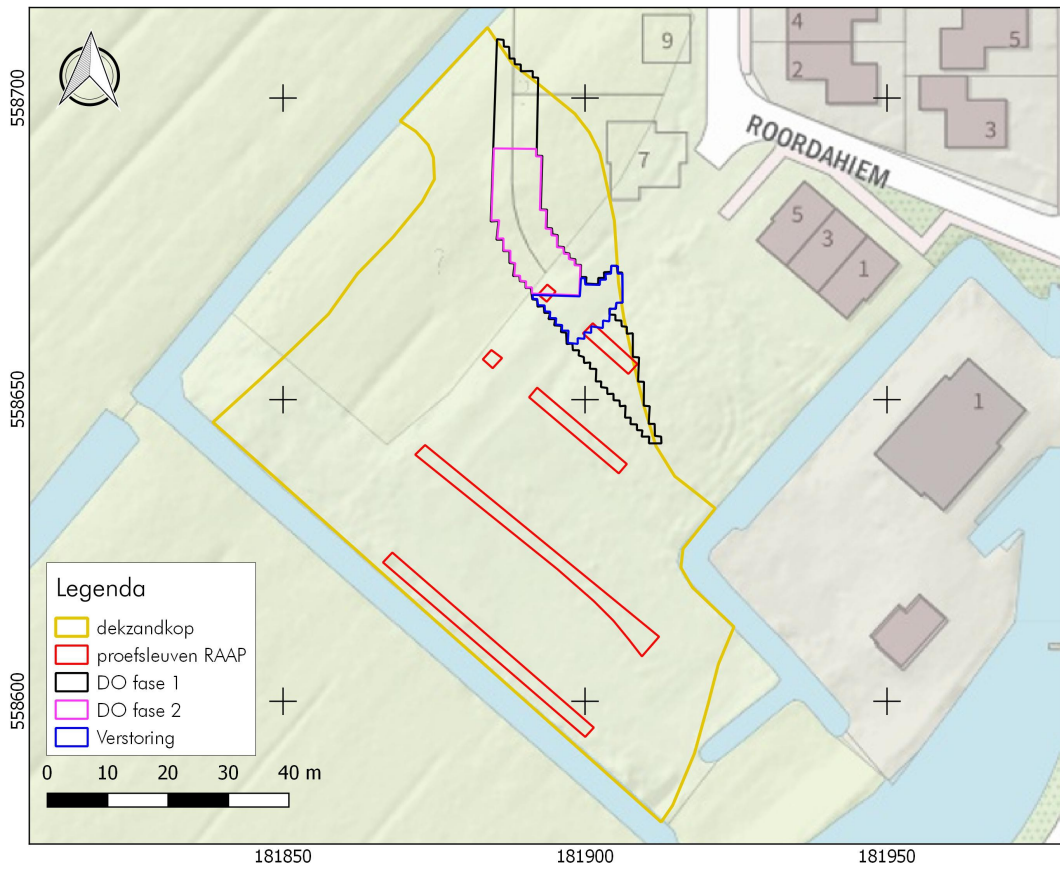 4
5
9
2
3
7
ROORDAHIEM
5
3
1
1
558700
558650
558600
Legenda
dekzandkop
proefsleuven RAAP
DO fase 1
DO fase 2
Verstoring
0 10 20 30 40 m
181850 181900 181950